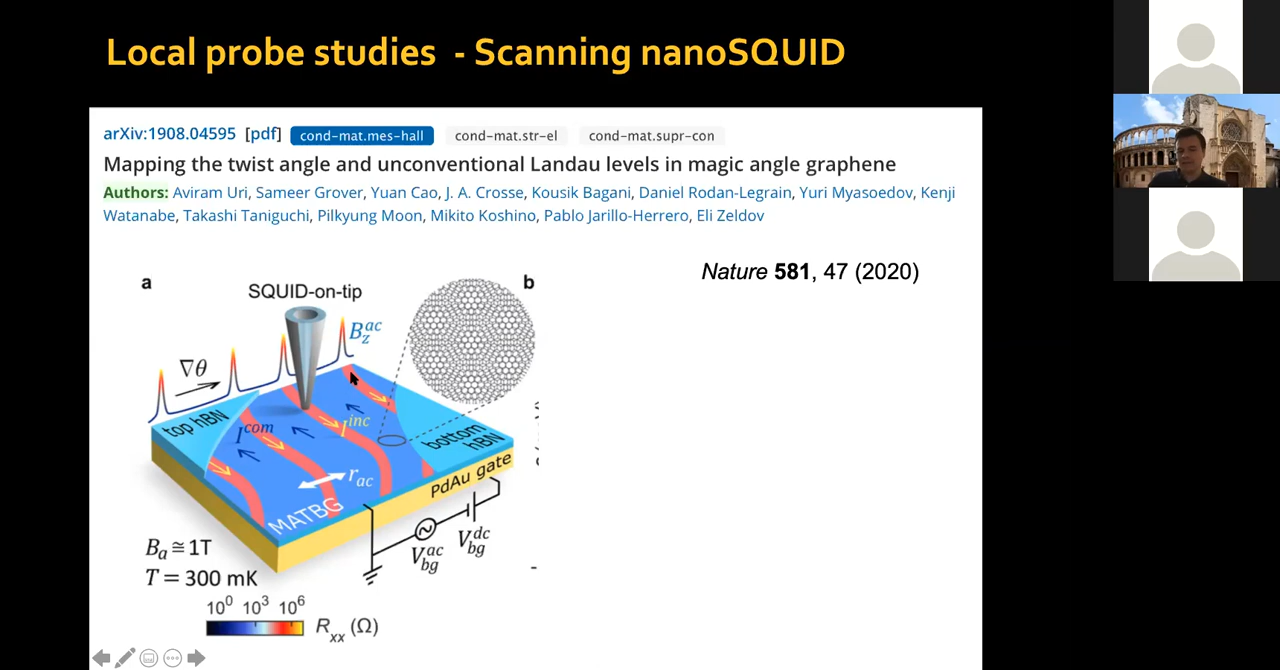 Local probe studies - Scanning nanoSQUID
arXiv:1908.04595 [pdf] cond-mat.mes-hall cond-mat.str-el cond-mat.supr-con
Mapping the twist angle and unconventional Landau levels in magic angle graphene
Authors: Aviram Uri, Sameer Grover, Yuan Cao, J. A. Crosse, Kousik Bagani, Daniel Rodan-Legrain, Yuri Myasoedov, Kenji
Watanabe, Takashi Taniguchi, Pilkyung Moon, Mikito Koshino, Pablo Jarillo-Herrero, Eli Zeldov
Nature 581, 47 (2020)
a
b
SQUID-on-tip
B_z^ac
∇θ
top hBN
I^com
I^inc
bottom
hBN
r_ac
MATBG
PdAu gate
V_bg^ac
V_bg^dc
B_a ≅ 1T
T = 300 mK
10^0 10^3 10^6
R_xx (Ω)